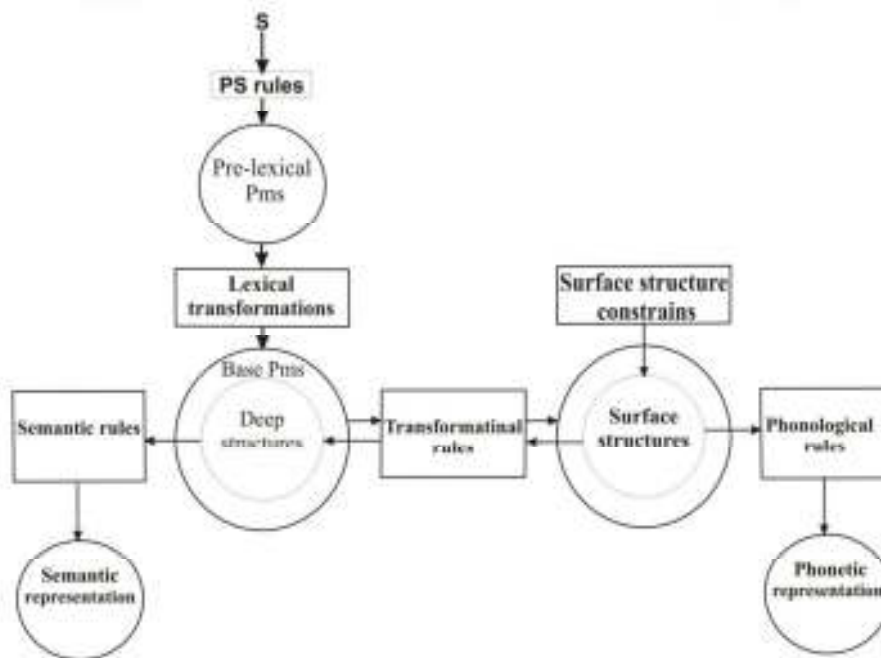 S
PS rules
Pre-lexical
Pms
Lexical
transformations
Surface structure
constrains
Base Pms
Deep
structures
Semantic rules
Transformatinal
rules
Surface
structures
Phonological
rules
Semantic
representation
Phonetic
representation